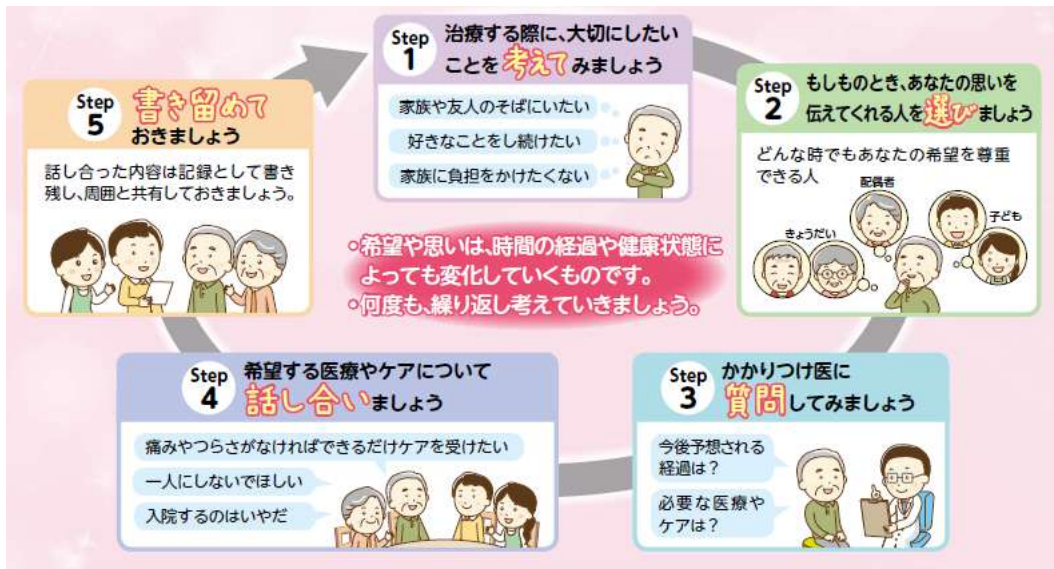 Step
1
治療する際に、大切にしたい
ことを考えてみましょう
家族や友人のそばにいたい
好きなことをし続けたい
家族に負担をかけたくない
Step
2
もしものとき、あなたの思いを
伝えてくれる人を選びましょう
どんな時でもあなたの希望を尊重
できる人
配偶者
子ども
きょうだい
Step
3
かかりつけ医に
質問してみましょう
今後予想される
経過は？
必要な医療や
ケアは？
Step
4
希望する医療やケアについて
話し合いましょう
痛みやつらさがなければできるだけケアを受けたい
一人にしないでほしい
入院するのはいやだ
Step
5
書き留めて
おきましょう
話し合った内容は記録として書き
残し、周囲と共有しておきましょう。
・希望や思いは、時間の経過や健康状態に
よっても変化していくものです。
・何度も、繰り返し考えていきましょう。